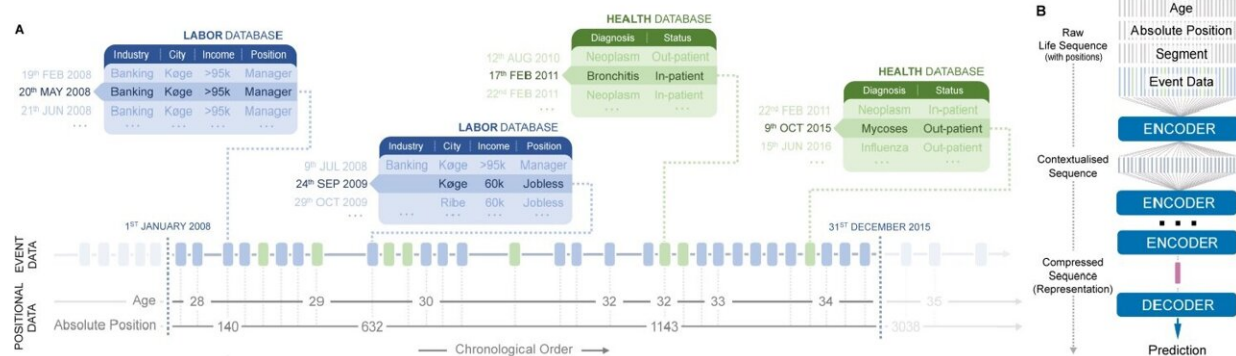 A
LABOR DATABASE
Industry City Income Position
19th FEB 2008 Banking Køge >95k Manager
20th MAY 2008 Banking Køge >95k Manager
21th JUN 2008 Banking Køge >95k Manager
... ... ... ... ...
LABOR DATABASE
Industry City Income Position
9th JUL 2008 Banking Køge >95k Manager
24th SEP 2009 Køge 60k Jobless
29th OCT 2009 Ribe 60k Jobless
... ... ... ... ...
HEALTH DATABASE
Diagnosis Status
12th AUG 2010 Neoplasm Out-patient
17th FEB 2011 Bronchitis In-patient
22nd FEB 2011 Neoplasm In-patient
... ... ...
HEALTH DATABASE
Diagnosis Status
22nd FEB 2011 Neoplasm In-patient
9th OCT 2015 Mycoses Out-patient
15th JUN 2016 Influenza Out-patient
... ... ...
1ST JANUARY 2008
31ST DECEMBER 2015
EVENT
DATA
POSITIONAL
DATA
Age 28 29 30 32 32 33 34 35
Absolute Position 140 632 1143 3038
Chronological Order
B
Raw
Life Sequence
(with positions)
Age
Absolute Position
Segment
Event Data
ENCODER
Contextualised
Sequence
ENCODER
...
ENCODER
Compressed
Sequence
(Representation)
DECODER
Prediction